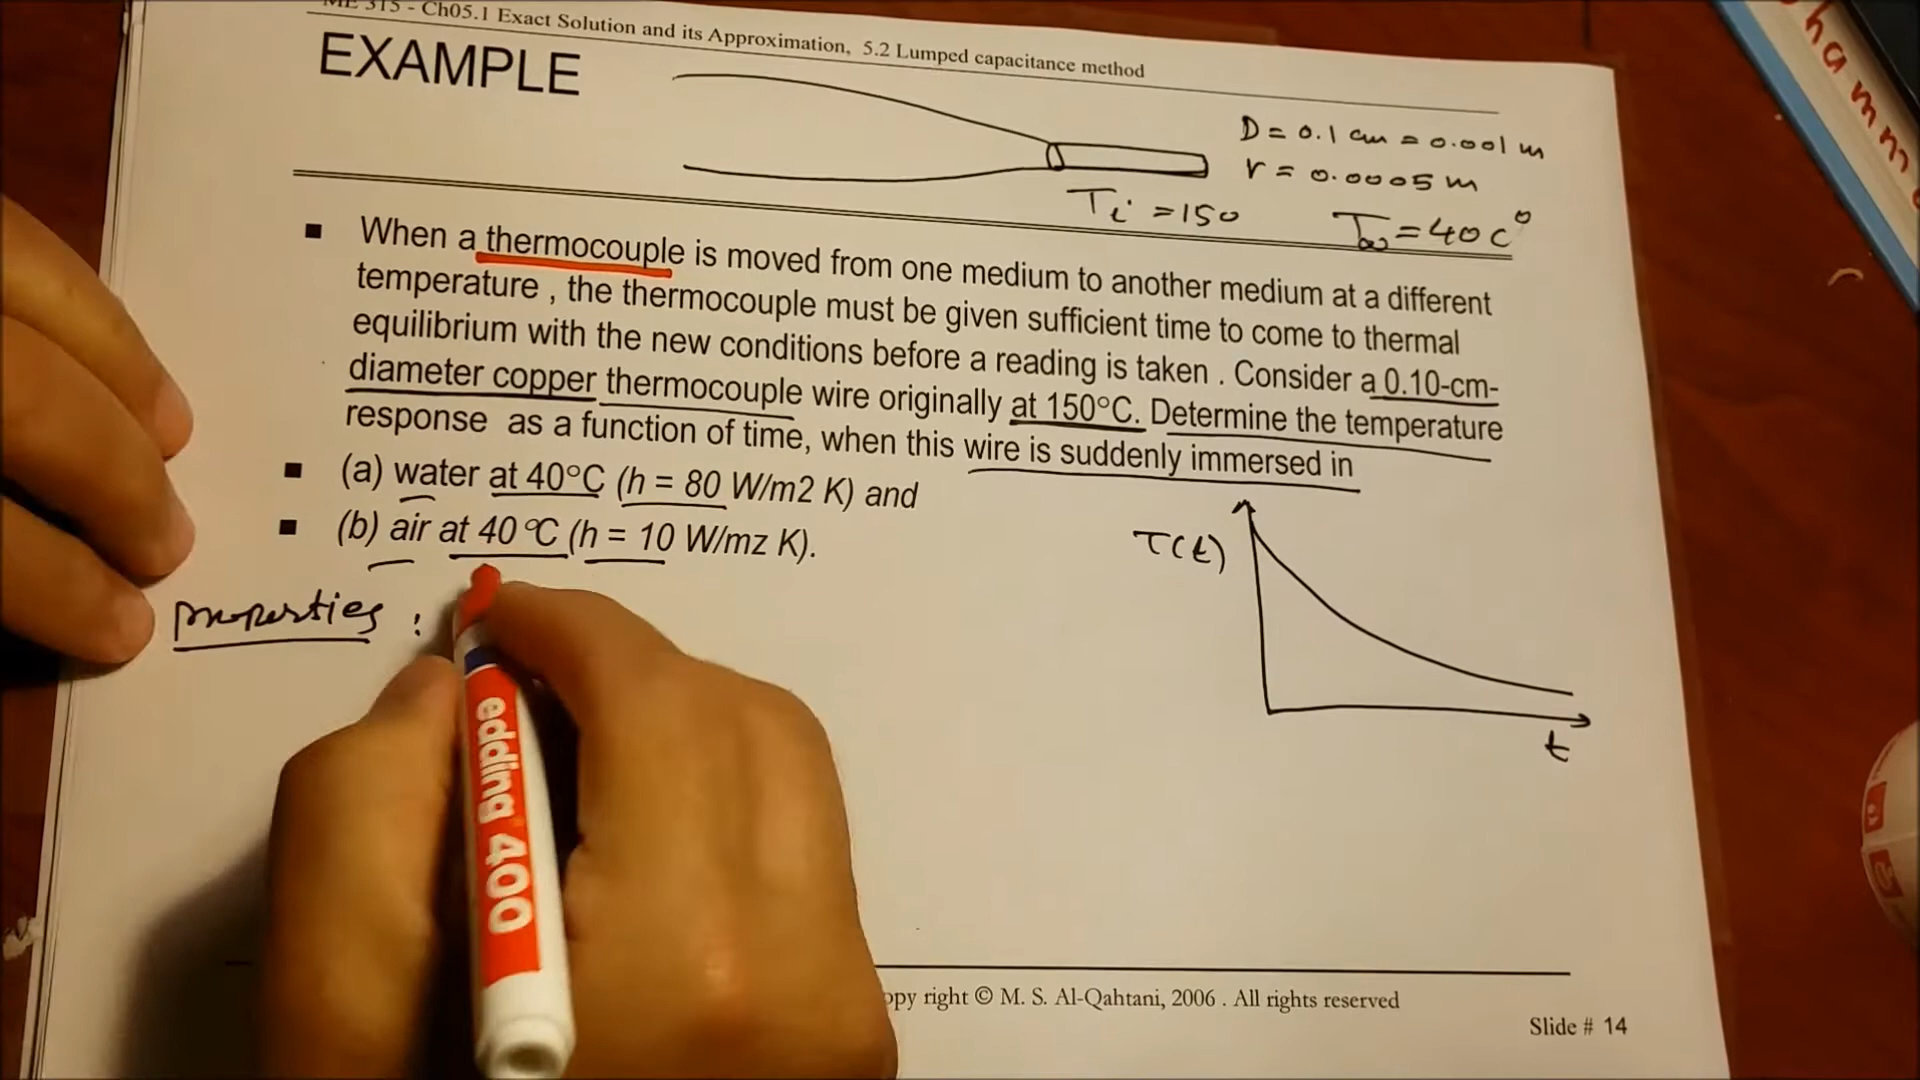 ME 315 - Ch05.1 Exact Solution and its Approximation, 5.2 Lumped capacitance method
EXAMPLE
D = 0.1 cm = 0.001 m
r = 0.0005 m
Ti = 150
T∞ = 40 C°
■ When a thermocouple is moved from one medium to another medium at a different
temperature , the thermocouple must be given sufficient time to come to thermal
equilibrium with the new conditions before a reading is taken . Consider a 0.10-cm-
diameter copper thermocouple wire originally at 150°C. Determine the temperature
response as a function of time, when this wire is suddenly immersed in
■ (a) water at 40°C (h = 80 W/m2 K) and
■ (b) air at 40°C (h = 10 W/mz K).
T(t)
t
properties :
edding 400
opy right © M. S. Al-Qahtani, 2006 . All rights reserved
Slide # 14